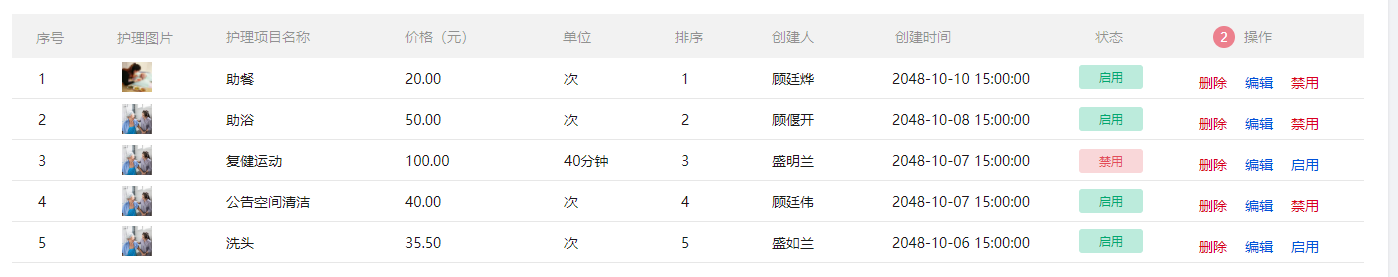 序号 护理图片 护理项目名称 价格（元） 单位 排序 创建人 创建时间 状态 2 操作
1 助餐 20.00 次 1 顾廷烨 2048-10-10 15:00:00 启用 删除 编辑 禁用
2 助浴 50.00 次 2 顾偃开 2048-10-08 15:00:00 启用 删除 编辑 禁用
3 复健运动 100.00 40分钟 3 盛明兰 2048-10-07 15:00:00 禁用 删除 编辑 启用
4 公告空间清洁 40.00 次 4 顾廷伟 2048-10-07 15:00:00 启用 删除 编辑 禁用
5 洗头 35.50 次 5 盛如兰 2048-10-06 15:00:00 启用 删除 编辑 启用